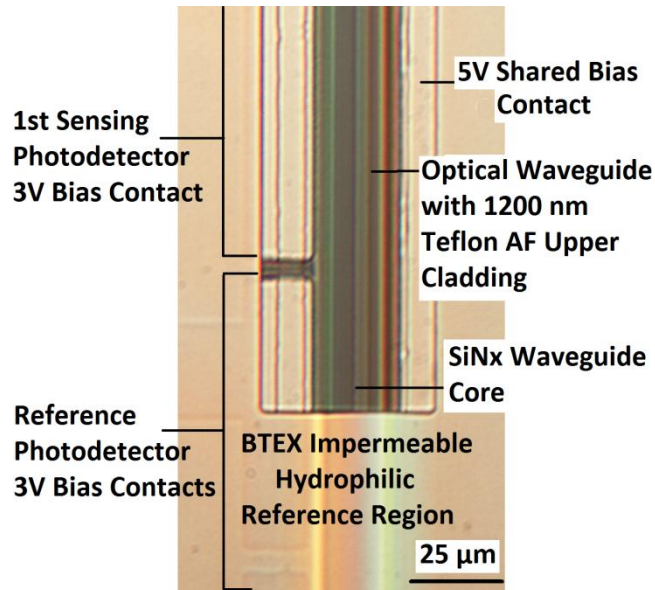 5V Shared Bias
Contact
1st Sensing
Photodetector
3V Bias Contact
Optical Waveguide
with 1200 nm
Teflon AF Upper
Cladding
SiNx Waveguide
Core
Reference
Photodetector
3V Bias Contacts
BTEX Impermeable
Hydrophilic
Reference Region
25 µm